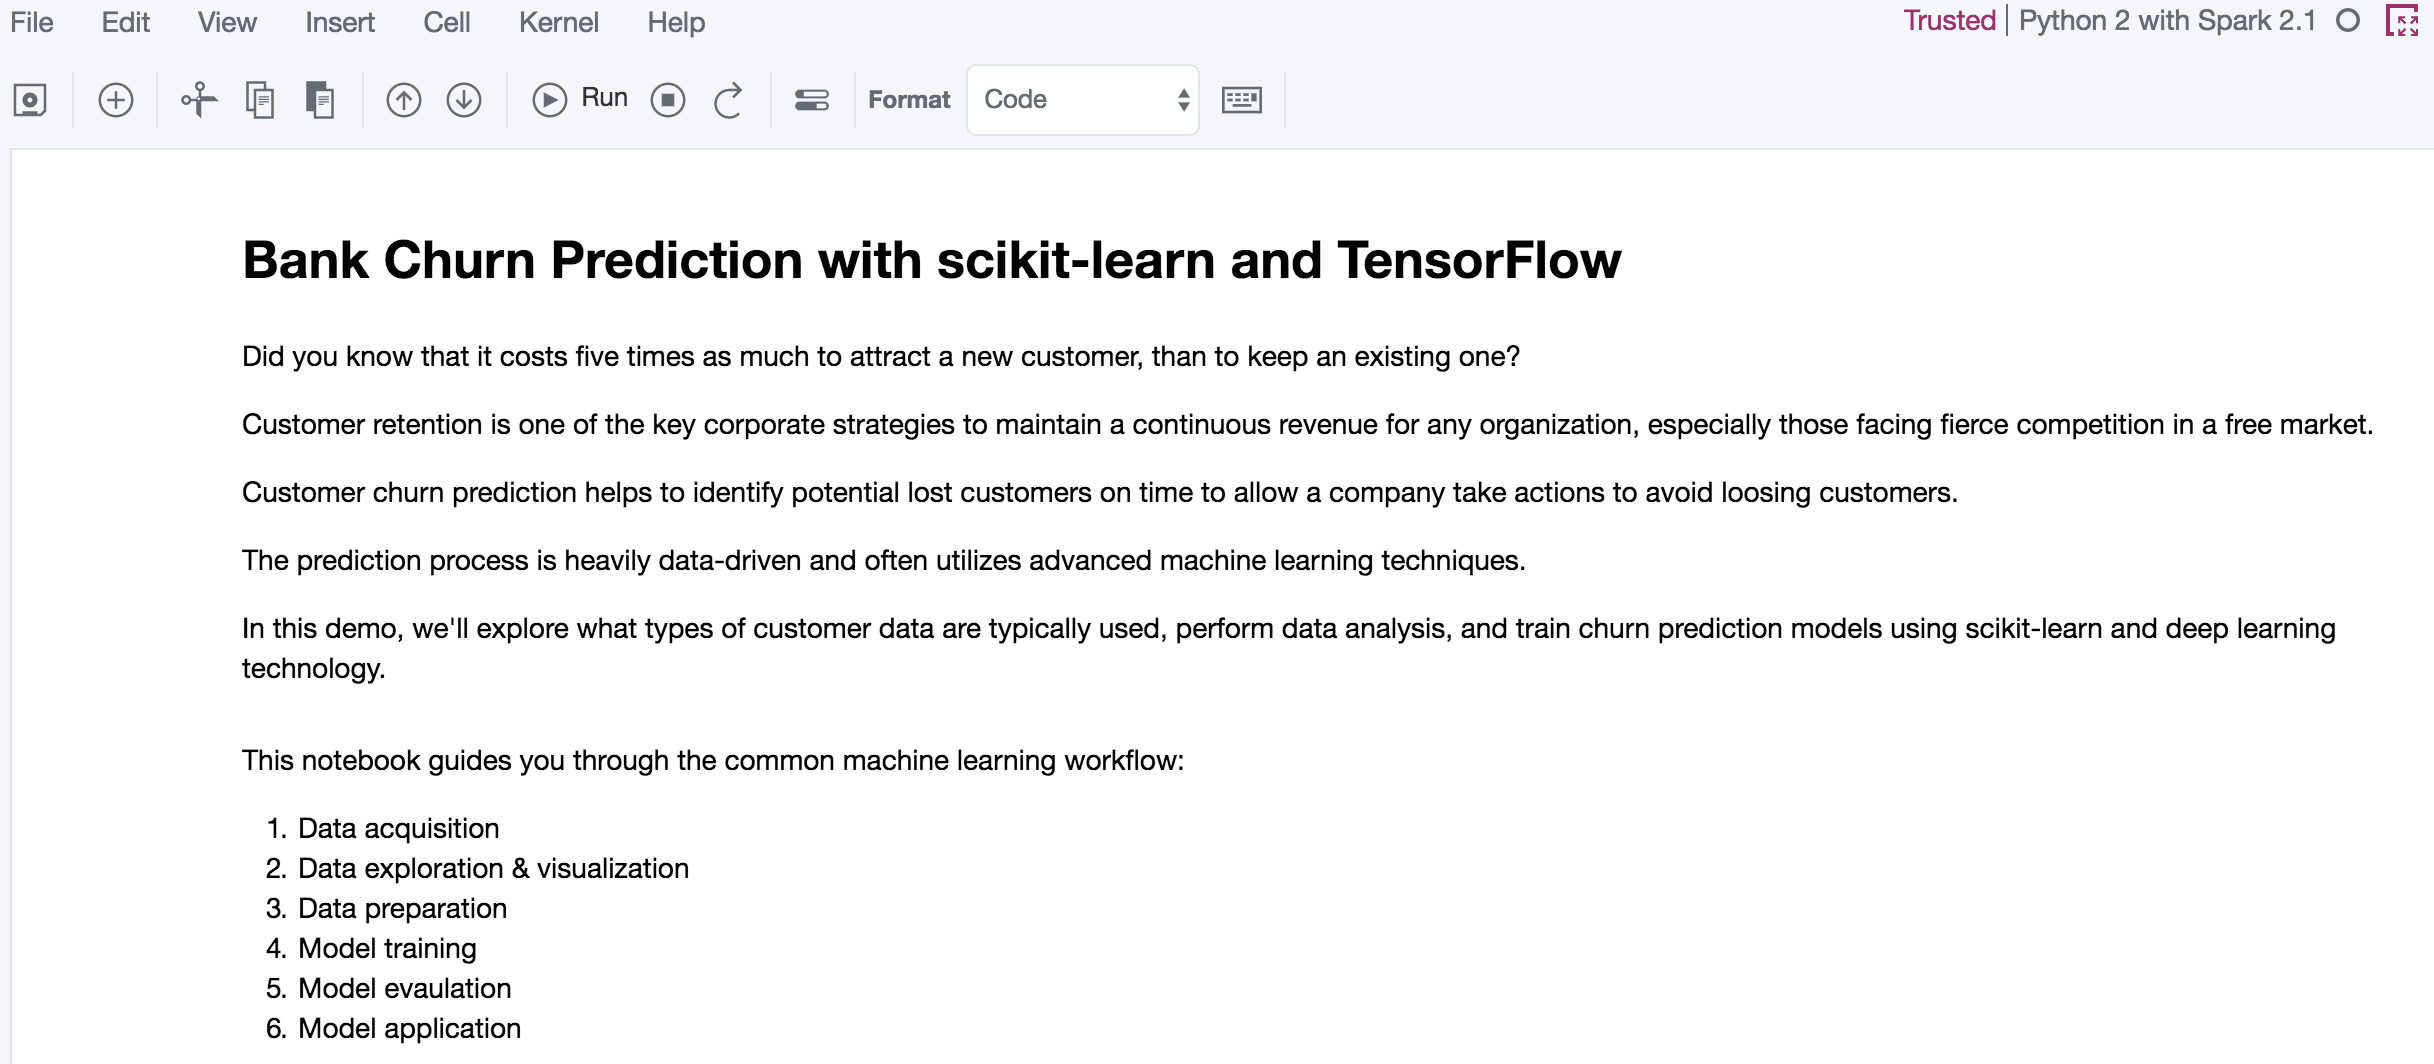 File Edit View Insert Cell Kernel Help Trusted | Python 2 with Spark 2.1
Run Format Code
Bank Churn Prediction with scikit-learn and TensorFlow
Did you know that it costs five times as much to attract a new customer, than to keep an existing one?
Customer retention is one of the key corporate strategies to maintain a continuous revenue for any organization, especially those facing fierce competition in a free market.
Customer churn prediction helps to identify potential lost customers on time to allow a company take actions to avoid loosing customers.
The prediction process is heavily data-driven and often utilizes advanced machine learning techniques.
In this demo, we'll explore what types of customer data are typically used, perform data analysis, and train churn prediction models using scikit-learn and deep learning
technology.
This notebook guides you through the common machine learning workflow:
1. Data acquisition
2. Data exploration & visualization
3. Data preparation
4. Model training
5. Model evaulation
6. Model application